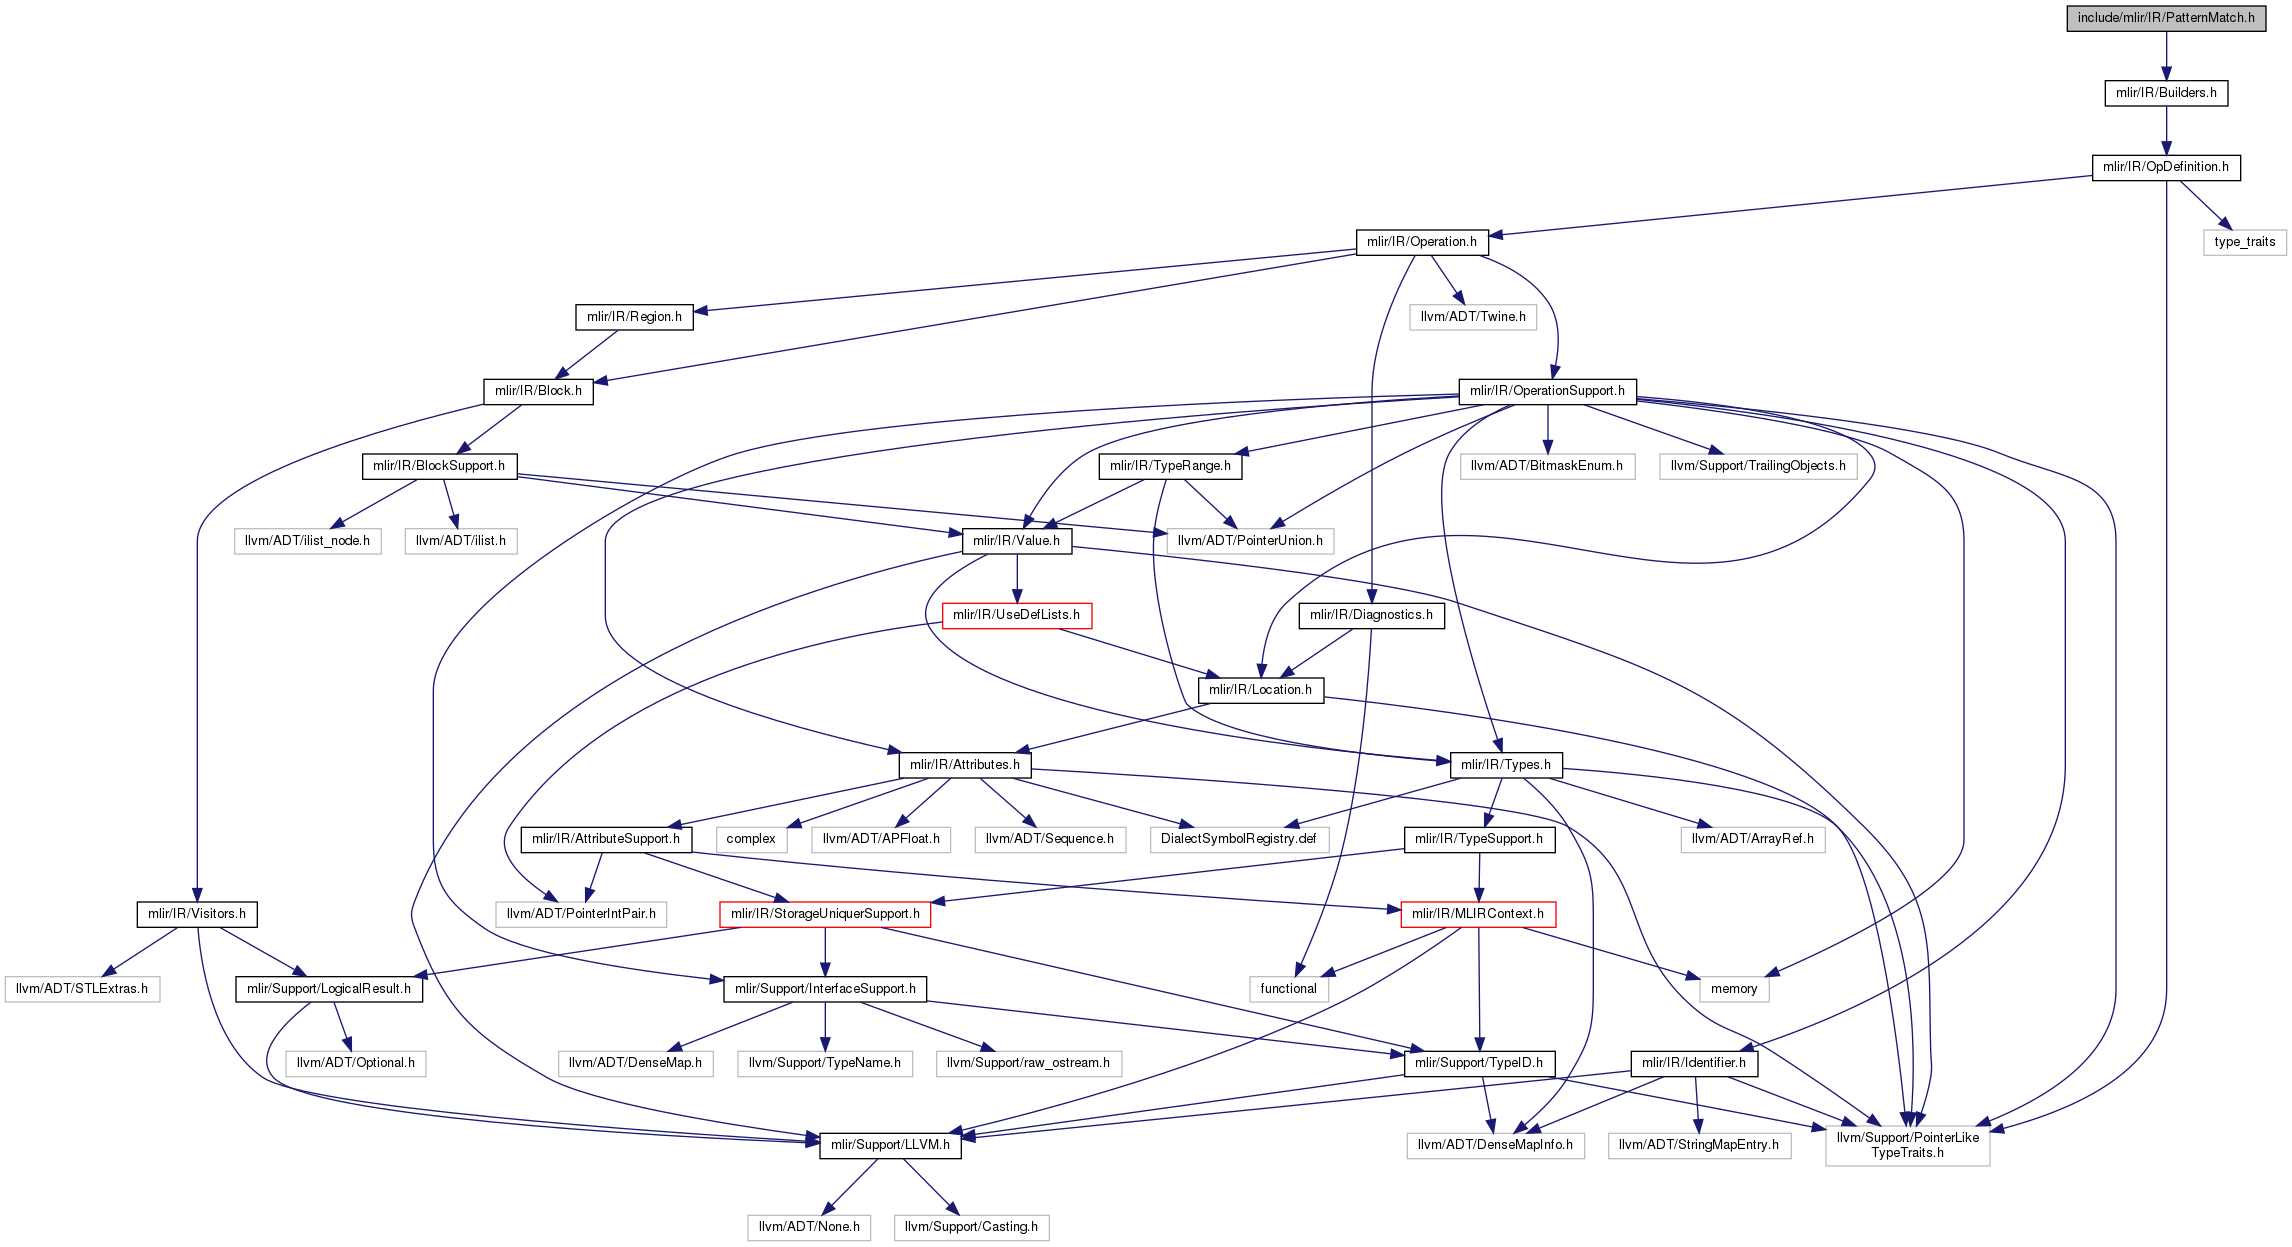 include/mlir/IR/PatternMatch.h
mlir/IR/Builders.h
mlir/IR/OpDefinition.h
mlir/IR/Operation.h
type_traits
mlir/IR/Region.h
llvm/ADT/Twine.h
mlir/IR/Block.h
mlir/IR/OperationSupport.h
mlir/IR/BlockSupport.h
mlir/IR/TypeRange.h
llvm/ADT/BitmaskEnum.h
llvm/Support/TrailingObjects.h
llvm/ADT/ilist_node.h
llvm/ADT/ilist.h
mlir/IR/Value.h
llvm/ADT/PointerUnion.h
mlir/IR/UseDefLists.h
mlir/IR/Diagnostics.h
mlir/IR/Location.h
mlir/IR/Attributes.h
mlir/IR/Types.h
mlir/IR/AttributeSupport.h
complex
llvm/ADT/APFloat.h
llvm/ADT/Sequence.h
DialectSymbolRegistry.def
mlir/IR/TypeSupport.h
llvm/ADT/ArrayRef.h
mlir/IR/Visitors.h
llvm/ADT/PointerIntPair.h
mlir/IR/StorageUniquerSupport.h
mlir/IR/MLIRContext.h
llvm/ADT/STLExtras.h
mlir/Support/LogicalResult.h
mlir/Support/InterfaceSupport.h
functional
memory
llvm/ADT/Optional.h
llvm/ADT/DenseMap.h
llvm/Support/TypeName.h
llvm/Support/raw_ostream.h
mlir/Support/TypeID.h
mlir/IR/Identifier.h
mlir/Support/LLVM.h
llvm/ADT/DenseMapInfo.h
llvm/ADT/StringMapEntry.h
llvm/Support/PointerLike
TypeTraits.h
llvm/ADT/None.h
llvm/Support/Casting.h